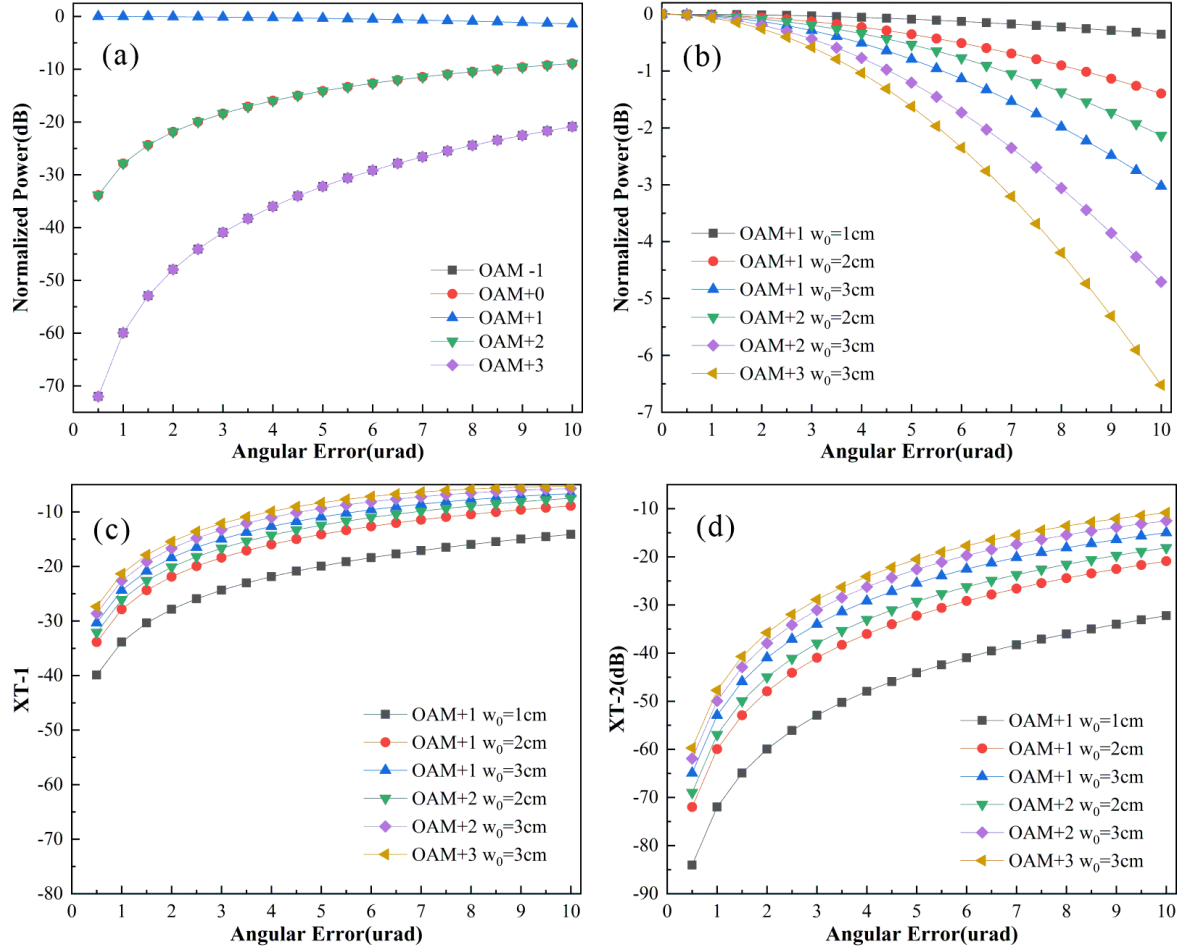 0
-10
-20
-30
-40
-50
-60
-70
Normalized Power(dB)
(a)
OAM -1
OAM+0
OAM+1
OAM+2
OAM+3
0 1 2 3 4 5 6 7 8 9 10
Angular Error(urad)
0
-1
-2
-3
-4
-5
-6
-7
Normalized Power(dB)
(b)
OAM+1 w₀=1cm
OAM+1 w₀=2cm
OAM+1 w₀=3cm
OAM+2 w₀=2cm
OAM+2 w₀=3cm
OAM+3 w₀=3cm
0 1 2 3 4 5 6 7 8 9 10
Angular Error(urad)
-10
-20
-30
-40
-50
-60
-70
-80
XT-1
(c)
OAM+1 w₀=1cm
OAM+1 w₀=2cm
OAM+1 w₀=3cm
OAM+2 w₀=2cm
OAM+2 w₀=3cm
OAM+3 w₀=3cm
0 1 2 3 4 5 6 7 8 9 10
Angular Error(urad)
-10
-20
-30
-40
-50
-60
-70
-80
-90
XT-2(dB)
(d)
OAM+1 w₀=1cm
OAM+1 w₀=2cm
OAM+1 w₀=3cm
OAM+2 w₀=2cm
OAM+2 w₀=3cm
OAM+3 w₀=3cm
0 1 2 3 4 5 6 7 8 9 10
Angular Error(urad)